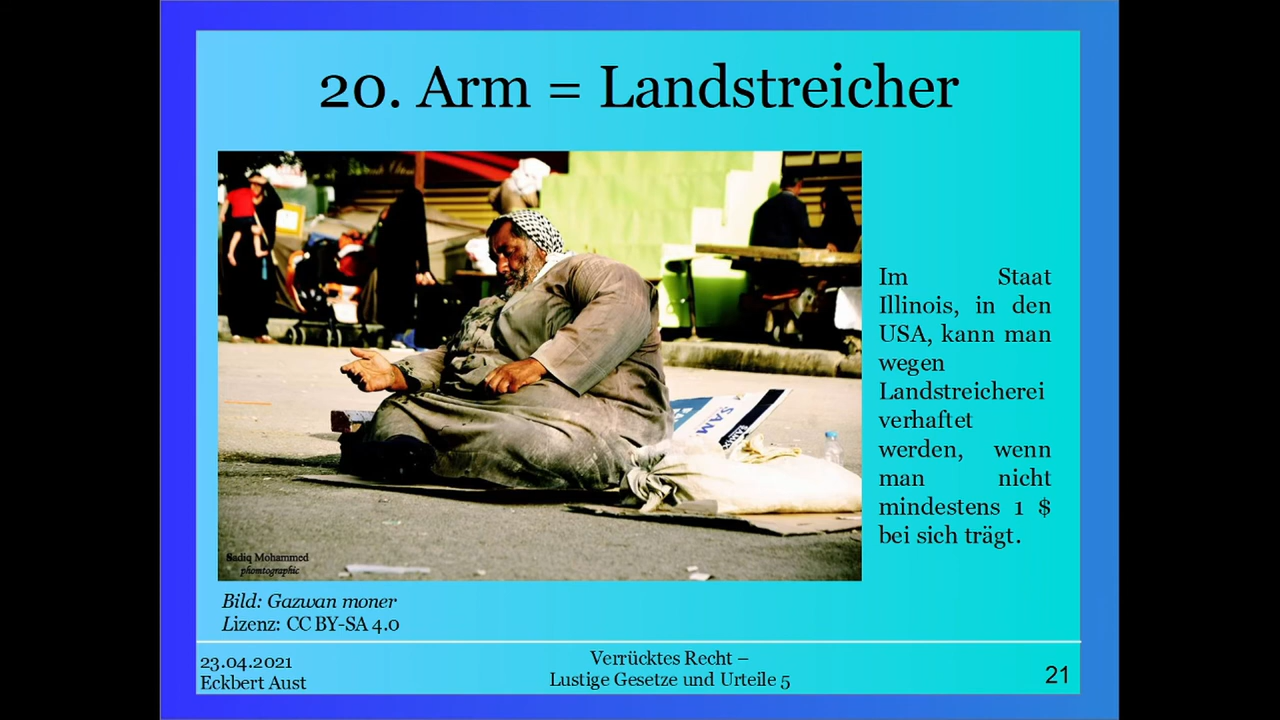 20. Arm = Landstreicher
SAM
Sadiq Mohammed
phomtographic
Im Staat
Illinois, in den
USA, kann man
wegen
Landstreicherei
verhaftet
werden, wenn
man nicht
mindestens 1 $
bei sich trägt.
Bild: Gazwan moner
Lizenz: CC BY-SA 4.0
23.04.2021
Eckbert Aust
Verrücktes Recht –
Lustige Gesetze und Urteile 5
21